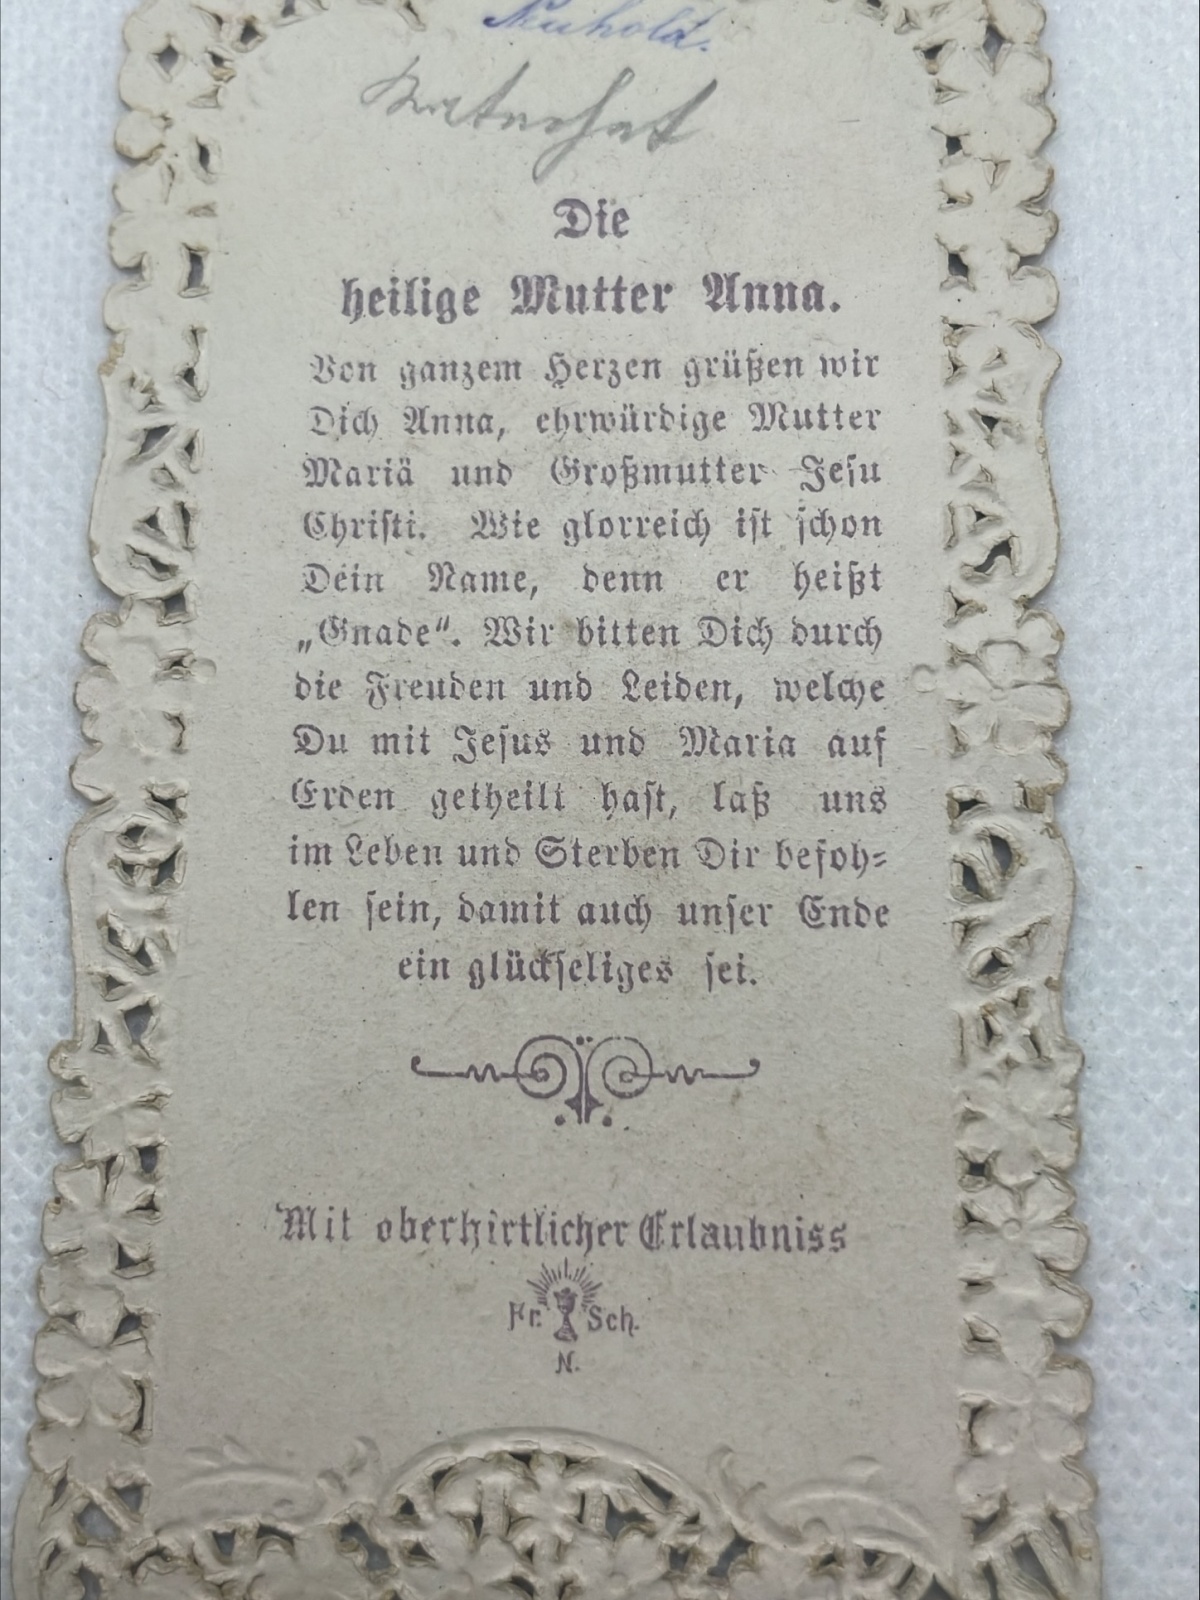 Neuhold.
Die
heilige Mutter Anna.
Von ganzem Herzen grüßen wir
Dich Anna, ehrwürdige Mutter
Mariä und Großmutter Jesu
Christi. Wie glorreich ist schon
Dein Name, denn er heißt
„Gnade“. Wir bitten Dich durch
die Freuden und Leiden, welche
Du mit Jesus und Maria auf
Erden getheilt hast, laß uns
im Leben und Sterben Dir befoh=
len sein, damit auch unser Ende
ein glückseliges sei.
Mit oberhirtlicher Erlaubniss
Fr. Sch.
N.